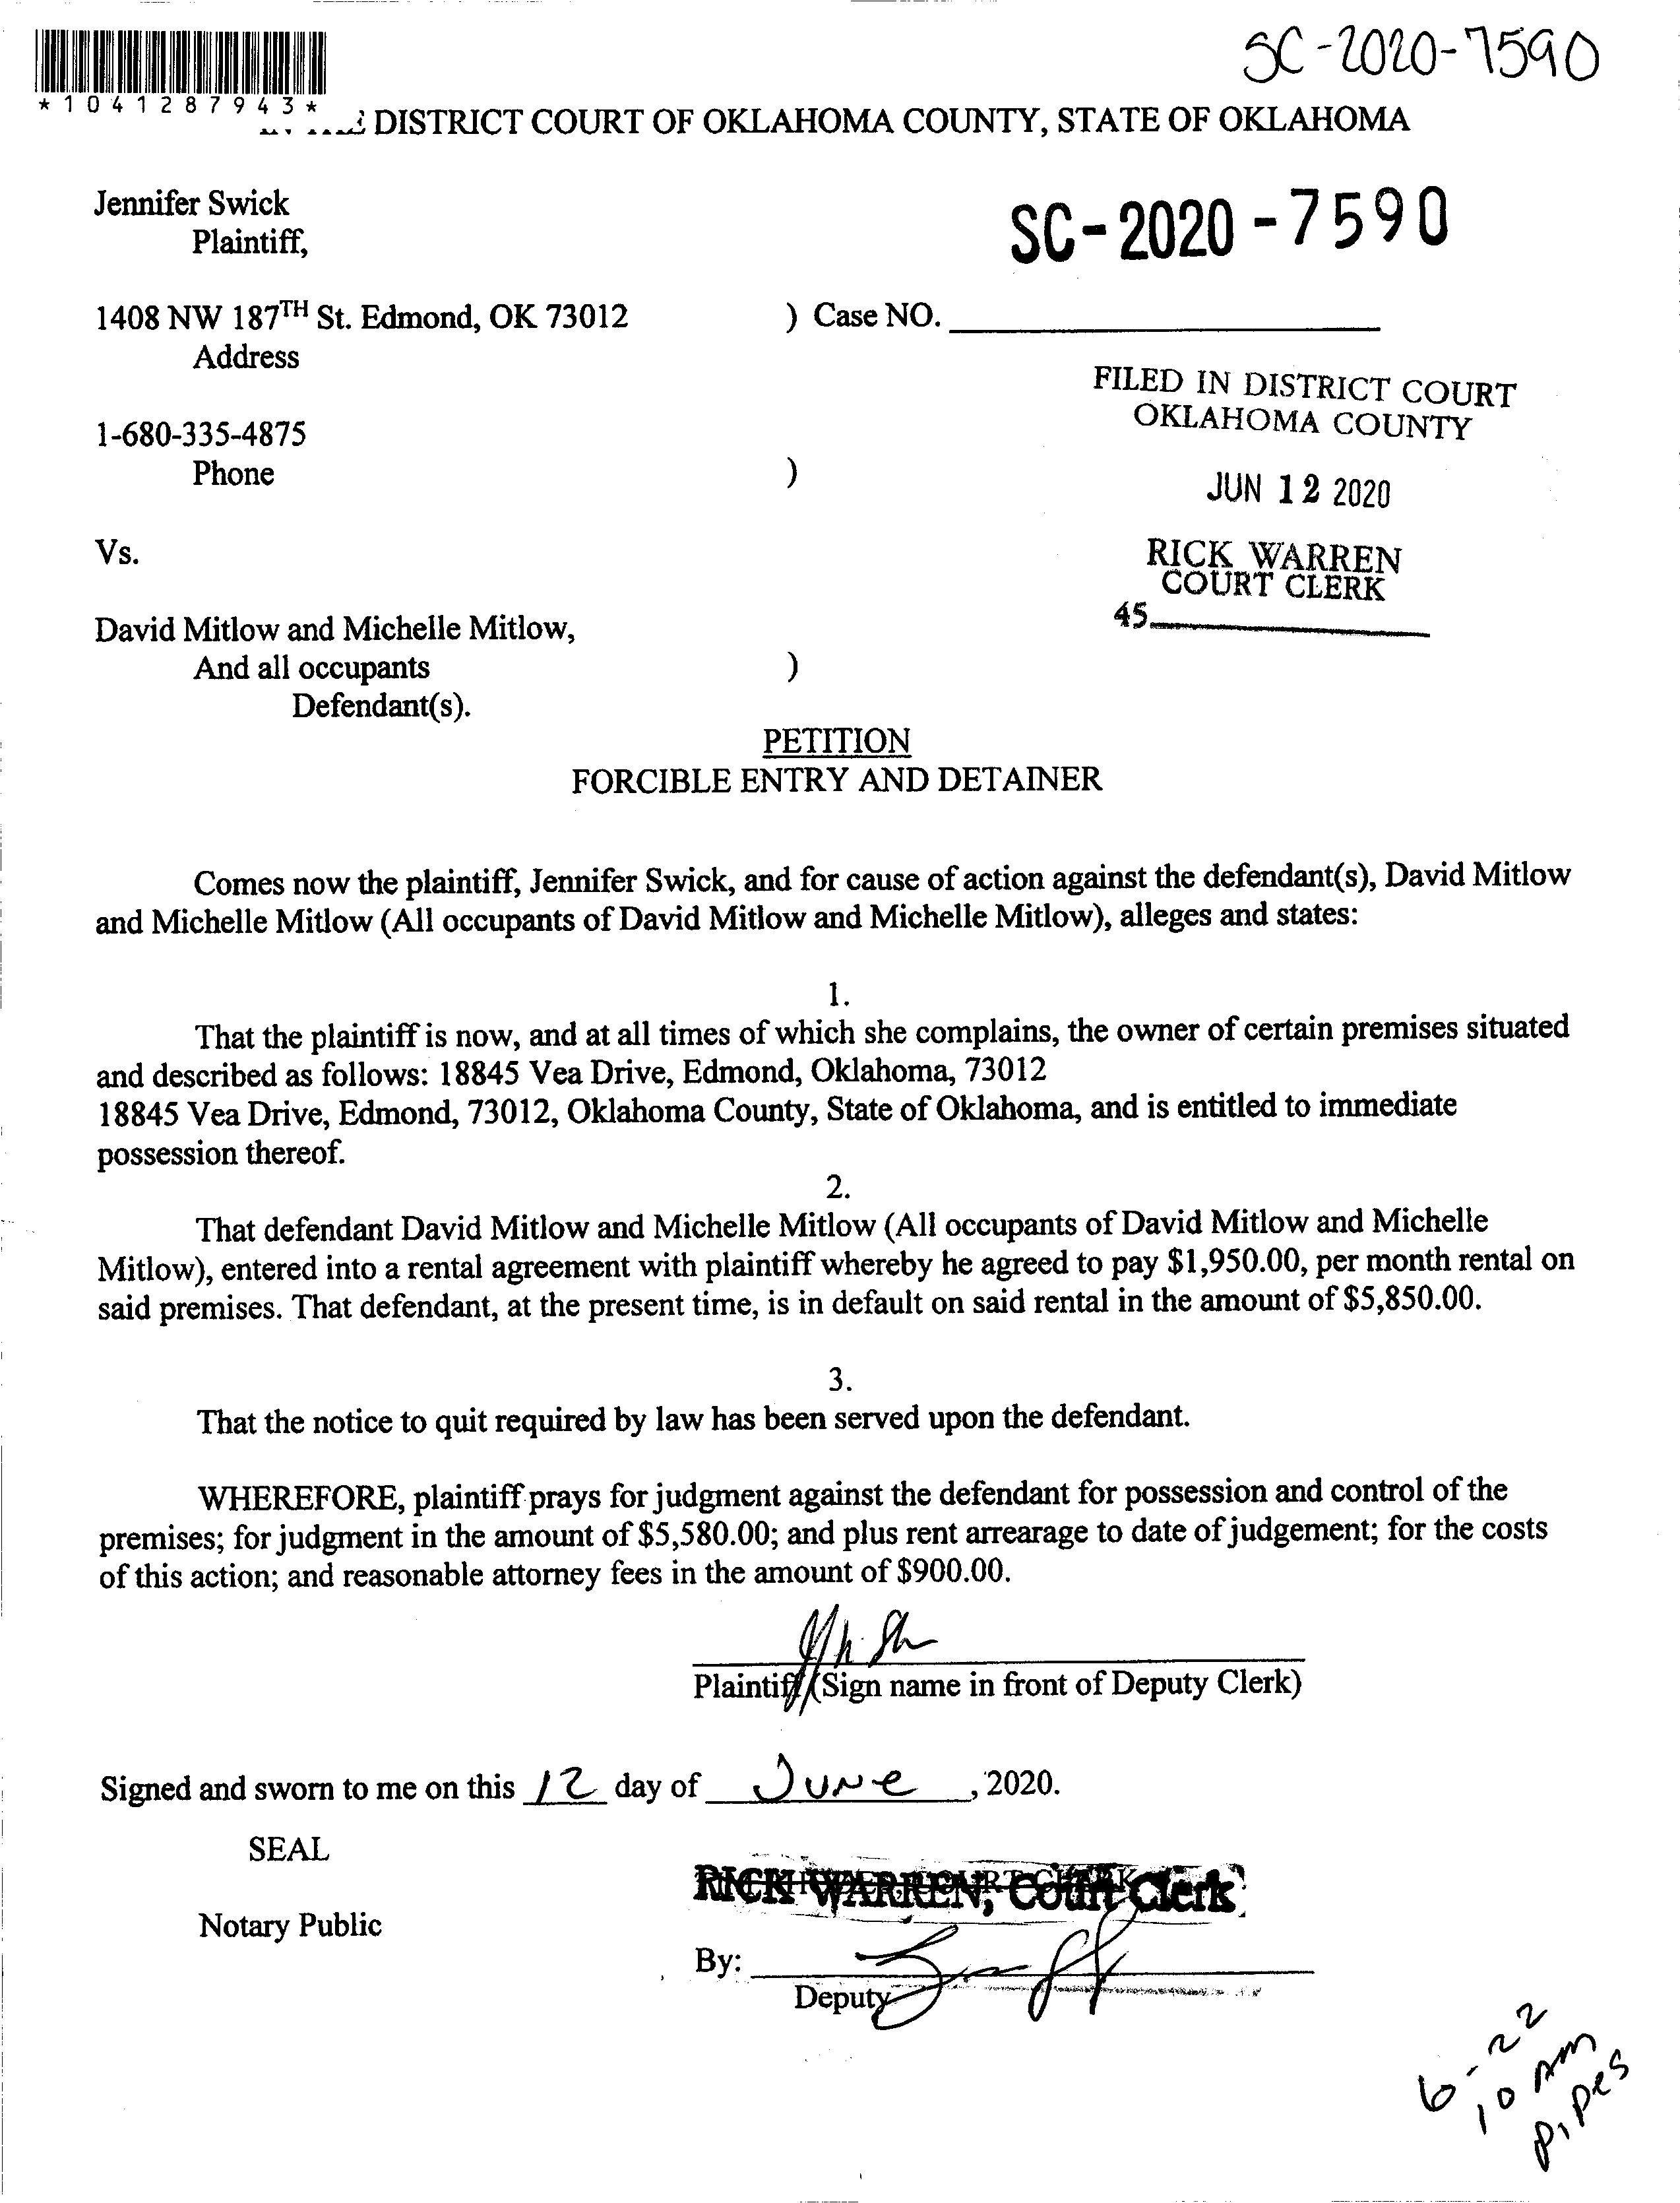 SC-2020-7590
*1041287943*
DISTRICT COURT OF OKLAHOMA COUNTY, STATE OF OKLAHOMA
Jennifer Swick
Plaintiff,
SC-2020-7590
1408 NW 187TH St. Edmond, OK 73012 ) Case NO.
Address
FILED IN DISTRICT COURT
OKLAHOMA COUNTY
1-680-335-4875
Phone )
JUN 12 2020
Vs.
RICK WARREN
COURT CLERK
45
David Mitlow and Michelle Mitlow,
And all occupants )
Defendant(s).
PETITION
FORCIBLE ENTRY AND DETAINER
Comes now the plaintiff, Jennifer Swick, and for cause of action against the defendant(s), David Mitlow
and Michelle Mitlow (All occupants of David Mitlow and Michelle Mitlow), alleges and states:
1.
That the plaintiff is now, and at all times of which she complains, the owner of certain premises situated
and described as follows: 18845 Vea Drive, Edmond, Oklahoma, 73012
18845 Vea Drive, Edmond, 73012, Oklahoma County, State of Oklahoma, and is entitled to immediate
possession thereof.
2.
That defendant David Mitlow and Michelle Mitlow (All occupants of David Mitlow and Michelle
Mitlow), entered into a rental agreement with plaintiff whereby he agreed to pay $1,950.00, per month rental on
said premises. That defendant, at the present time, is in default on said rental in the amount of $5,850.00.
3.
That the notice to quit required by law has been served upon the defendant.
WHEREFORE, plaintiff prays for judgment against the defendant for possession and control of the
premises; for judgment in the amount of $5,580.00; and plus rent arrearage to date of judgement; for the costs
of this action; and reasonable attorney fees in the amount of $900.00.
Plaintiff (Sign name in front of Deputy Clerk)
Signed and sworn to me on this 12 day of June, 2020.
SEAL
RICK WARREN, Court Clerk
Notary Public
By:
Deputy
6-22
10 AM
Pipes